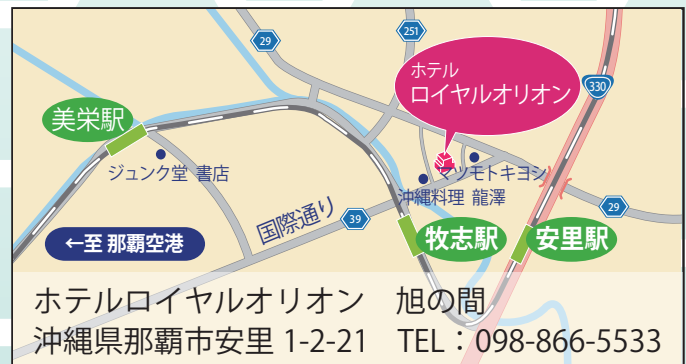 29
251
ホテル
ロイヤルオリオン
330
美栄駅
ジュンク堂 書店
マツモトキヨシ
沖縄料理 龍澤
国際通り
39
29
←至 那覇空港
牧志駅
安里駅
ホテルロイヤルオリオン 旭の間
沖縄県那覇市安里 1-2-21 TEL：098-866-5533